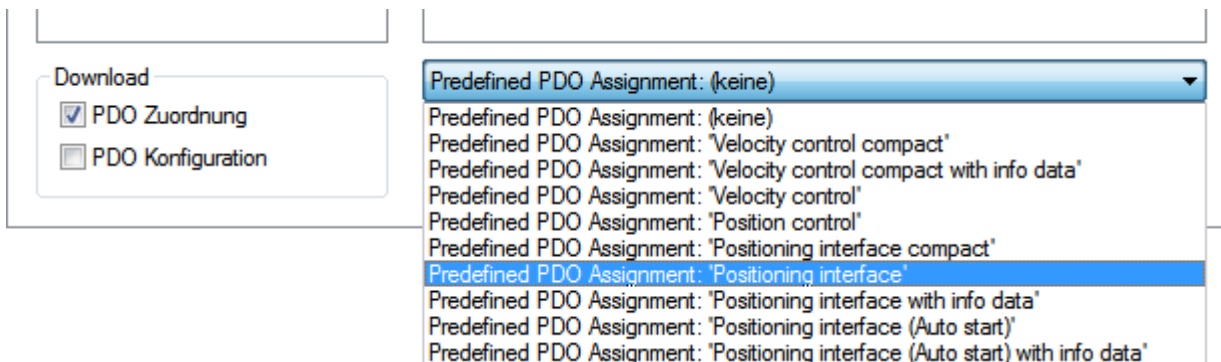 Download
PDO Zuordnung
PDO Konfiguration
Predefined PDO Assignment: (keine)
Predefined PDO Assignment: (keine)
Predefined PDO Assignment: 'Velocity control compact'
Predefined PDO Assignment: 'Velocity control compact with info data'
Predefined PDO Assignment: 'Velocity control'
Predefined PDO Assignment: 'Position control'
Predefined PDO Assignment: 'Positioning interface compact'
Predefined PDO Assignment: 'Positioning interface'
Predefined PDO Assignment: 'Positioning interface with info data'
Predefined PDO Assignment: 'Positioning interface (Auto start)'
Predefined PDO Assignment: 'Positioning interface (Auto start) with info data'